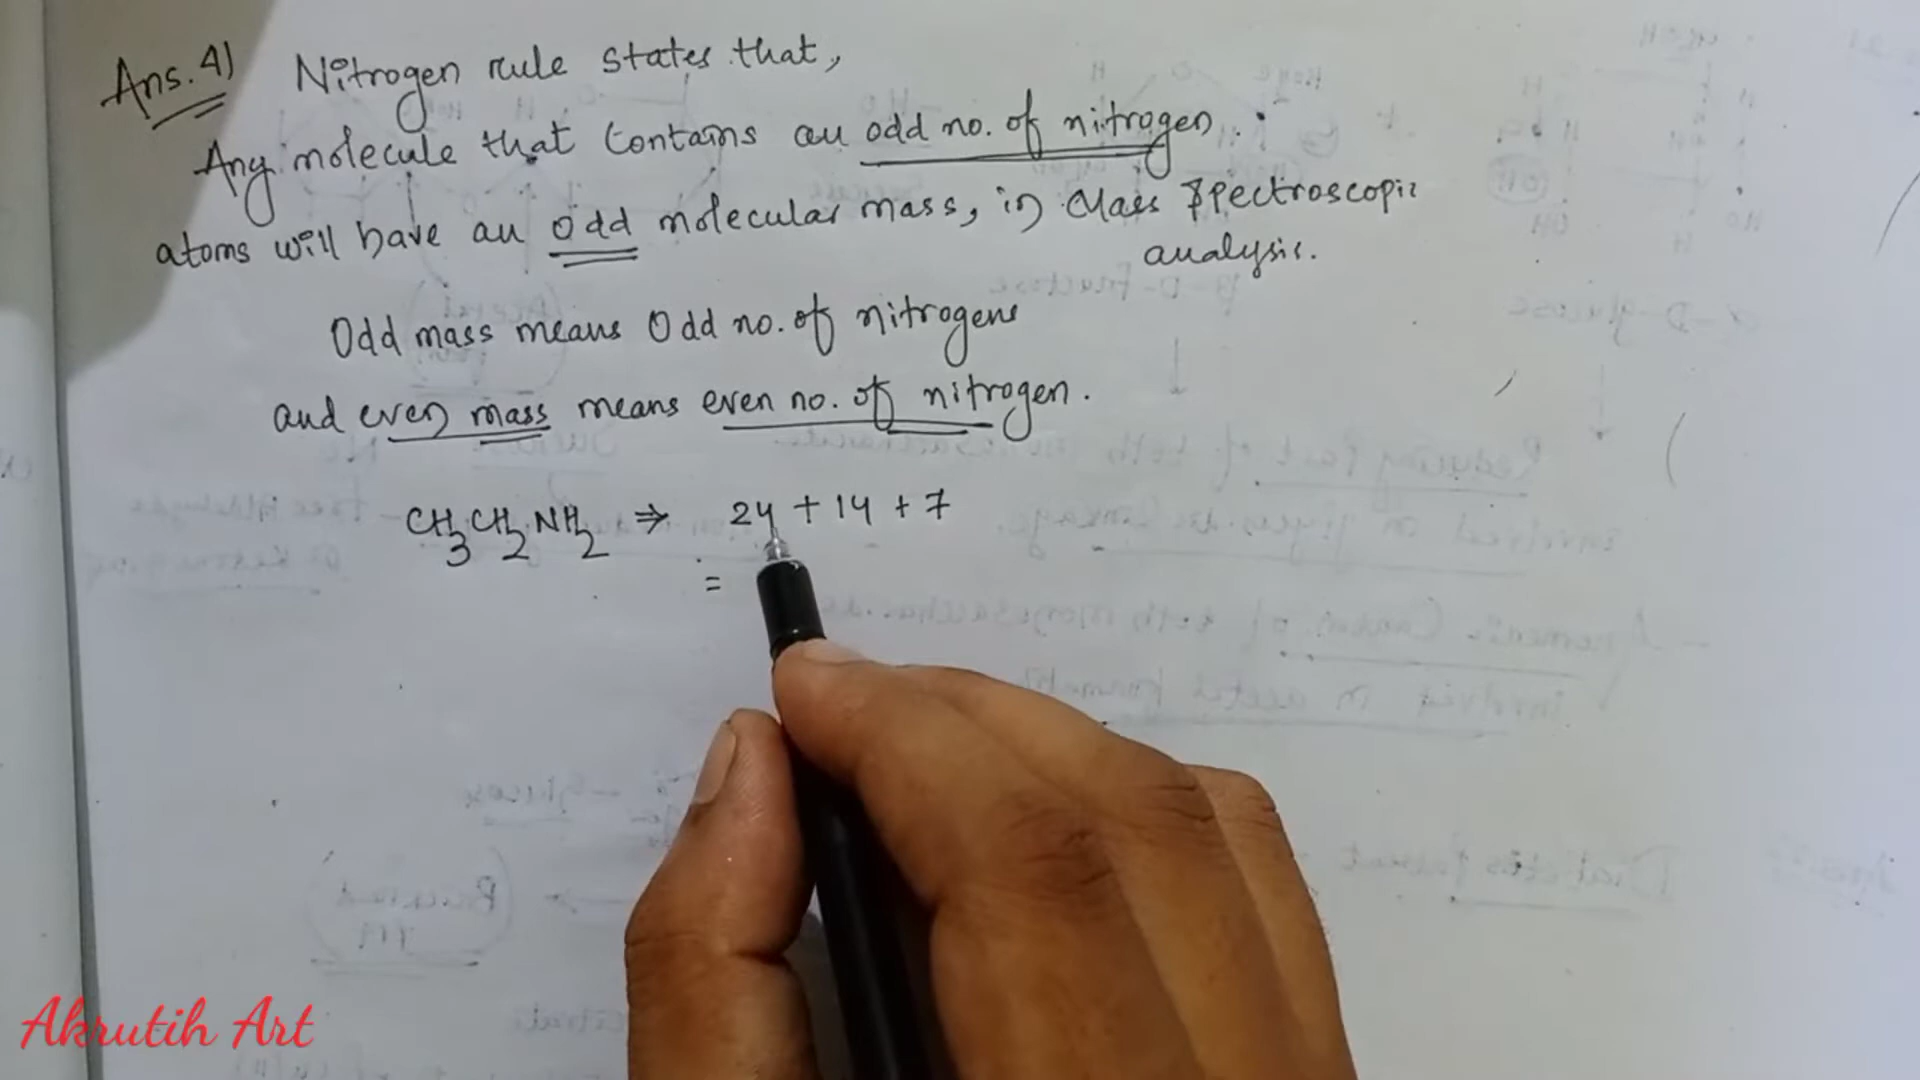 Ans. 4) Nitrogen rule states that,
Any molecule that contains an odd no. of nitrogen.
atoms will have an odd molecular mass, in Mass Spectroscopic
analysis.
Odd mass means Odd no. of nitrogens
and even mass means even no. of nitrogen.
CH3CH2NH2 ⇒ 24 + 14 + 7
=
Akrutih Art